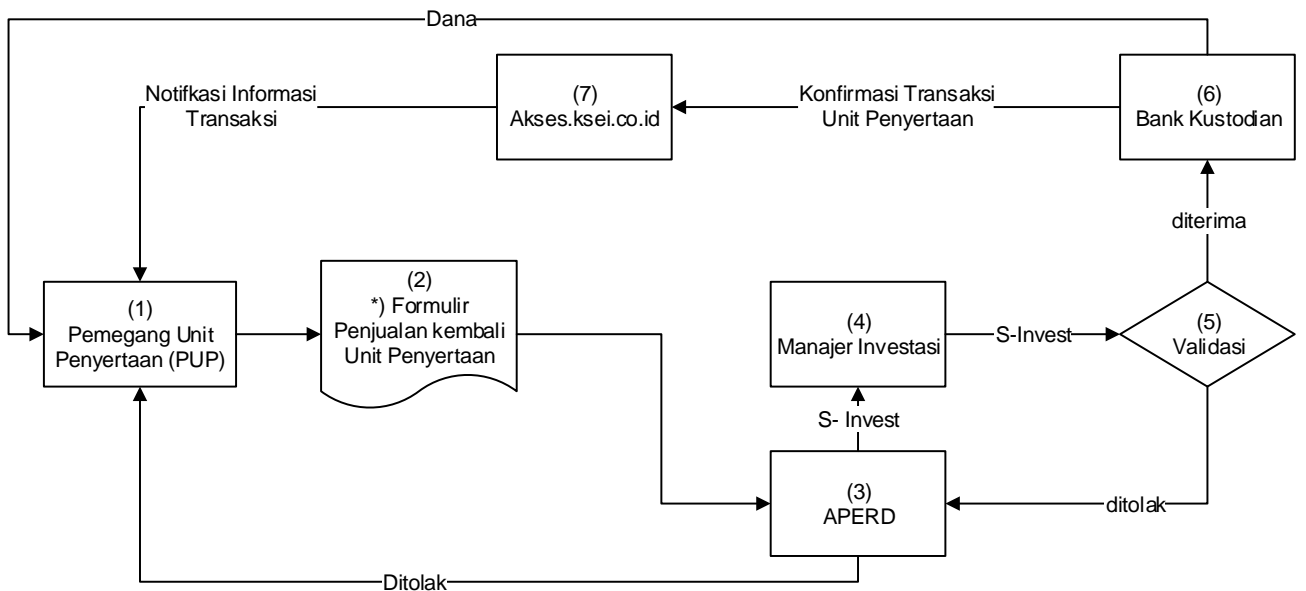 Dana
(7)
Akses.ksei.co.id
(6)
Bank Kustodian
Notifkasi Informasi
Transaksi
Konfirmasi Transaksi
Unit Penyertaan
diterima
(1)
Pemegang Unit
Penyertaan (PUP)
(2)
*) Formulir
Penjualan kembali
Unit Penyertaan
(4)
Manajer Investasi
S-Invest
(5)
Validasi
S- Invest
(3)
APERD
ditolak
Ditolak